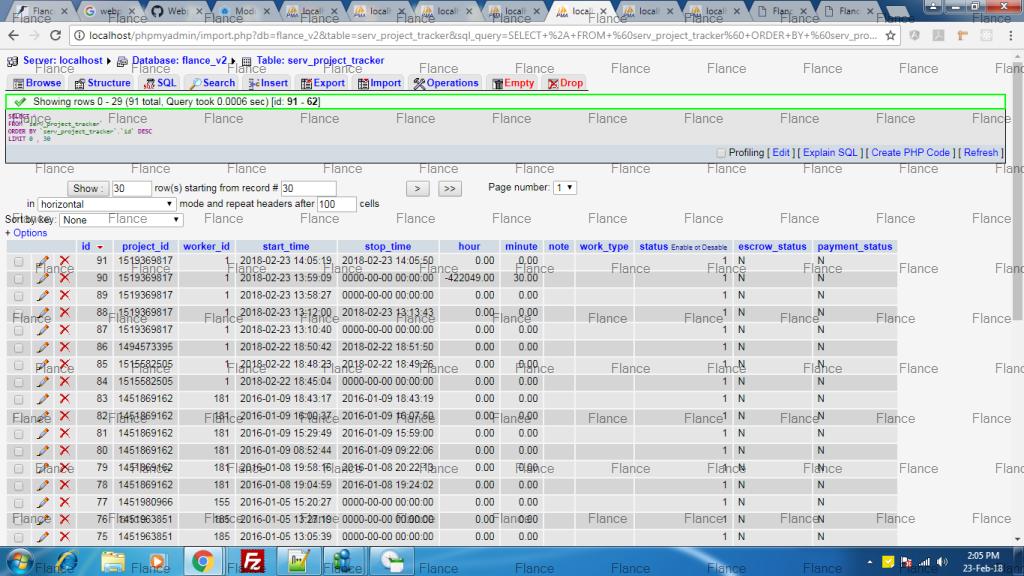 Flanc
webp
Web
Mod
locali
locall
locali
locali
locali
locali
locali
Flanc
Flanc
localhost/phpmyadmin/import.php?db=flance_v2&table=serv_project_tracker&sql_query=SELECT+%2A+FROM+%60serv_project_tracker%60+ORDER+BY+%60serv_pro...
Server: localhost Database: flance_v2 Table: serv_project_tracker
Browse Structure SQL Search Insert Export Import Operations Empty Drop
Showing rows 0 - 29 (91 total, Query took 0.0006 sec) [id: 91 - 62]
SELECT *
FROM `serv_project_tracker`
ORDER BY `serv_project_tracker`.`id` DESC
LIMIT 0 , 30
Profiling [ Edit ] [ Explain SQL ] [ Create PHP Code ] [ Refresh ]
Show : 30 row(s) starting from record # 30 > >> Page number: 1
in horizontal mode and repeat headers after 100 cells
Sort by key: None
+ Options
id project_id worker_id start_time stop_time hour minute note work_type status Enable ot Desable escrow_status payment_status
91 1519369817 1 2018-02-23 14:05:19 2018-02-23 14:05:50 0.00 0.00 1 N N
90 1519369817 1 2018-02-23 13:59:09 0000-00-00 00:00:00 -422049.00 30.00 1 N N
89 1519369817 1 2018-02-23 13:58:27 0000-00-00 00:00:00 0.00 0.00 1 N N
88 1519369817 1 2018-02-23 13:12:00 2018-02-23 13:13:43 0.00 0.00 1 N N
87 1519369817 1 2018-02-23 13:10:40 0000-00-00 00:00:00 0.00 0.00 1 N N
86 1494573395 1 2018-02-22 18:50:42 2018-02-22 18:51:50 0.00 0.00 1 N N
85 1515582505 1 2018-02-22 18:48:23 2018-02-22 18:49:26 0.00 0.00 1 N N
84 1515582505 1 2018-02-22 18:45:04 0000-00-00 00:00:00 0.00 0.00 1 N N
83 1451869162 181 2016-01-09 18:43:17 2016-01-09 18:43:19 0.00 0.00 1 N N
82 1451869162 181 2016-01-09 16:00:37 2016-01-09 16:07:50 0.00 0.00 1 N N
81 1451869162 181 2016-01-09 15:29:49 2016-01-09 15:59:00 0.00 0.00 1 N N
80 1451869162 181 2016-01-09 08:52:44 2016-01-09 09:22:06 0.00 0.00 1 N N
79 1451869162 181 2016-01-08 19:58:16 2016-01-08 20:22:13 0.00 0.00 1 N N
78 1451869162 181 2016-01-08 19:04:59 2016-01-08 19:24:02 0.00 0.00 1 N N
77 1451980966 155 2016-01-05 15:20:27 0000-00-00 00:00:00 0.00 0.00 1 N N
76 1451963851 185 2016-01-05 13:27:19 0000-00-00 00:00:00 0.00 0.00 1 N N
75 1451963851 185 2016-01-05 13:05:39 0000-00-00 00:00:00 0.00 0.00 1 N N
2:05 PM
23-Feb-18
Flance